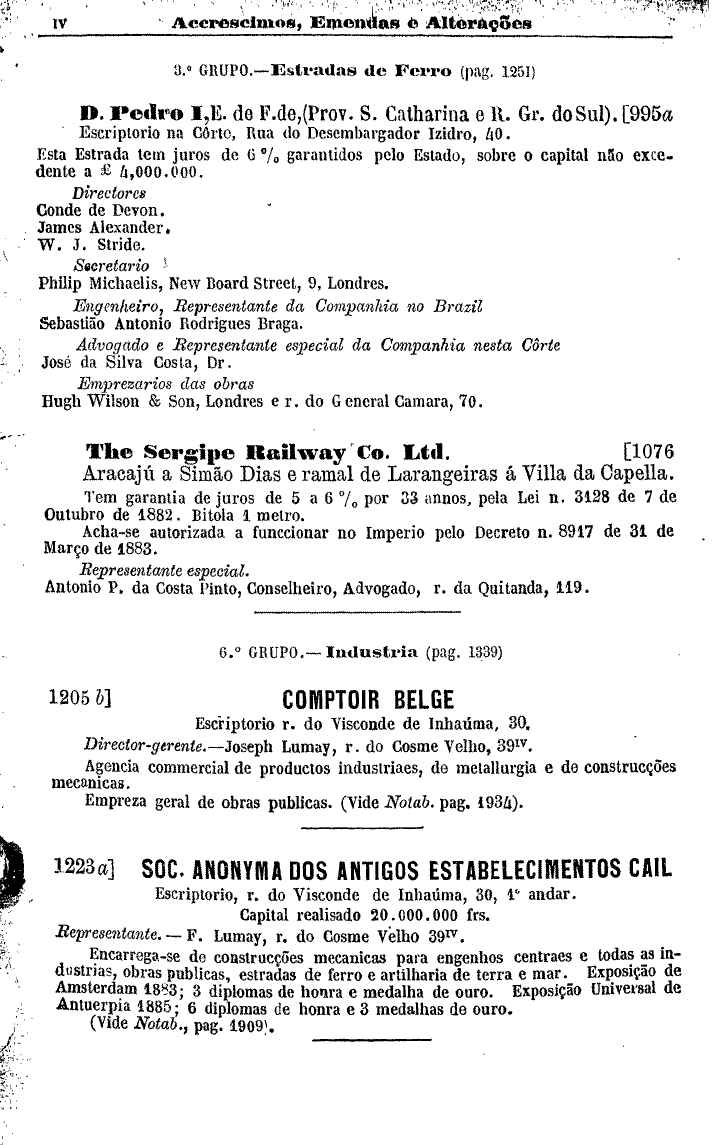 IV Accrescimos, Emendas e Alterações
3.º GRUPO.—Estradas de Ferro (pag. 1251)
D. Pedro I, E. de F. de, (Prov. S. Catharina e R. Gr. do Sul). [995a
Escriptorio na Côrte, Rua do Desembargador Izidro, 40.
Esta Estrada tem juros de 6 % garantidos pelo Estado, sobre o capital não exce-
dente a £ 4,000.000.
Directores
Conde de Devon.
James Alexander.
W. J. Stride.
Secretario
Philip Michaelis, New Board Street, 9, Londres.
Engenheiro, Representante da Companhia no Brazil
Sebastião Antonio Rodrigues Braga.
Advogado e Representante especial da Companhia nesta Côrte
José da Silva Costa, Dr.
Emprezarios das obras
Hugh Wilson & Son, Londres e r. do General Camara, 70.
The Sergipe Railway Co. Ltd. [1076
Aracajú a Simão Dias e ramal de Larangeiras á Villa da Capella.
Tem garantia de juros de 5 a 6 % por 33 annos, pela Lei n. 3128 de 7 de
Outubro de 1882. Bitola 1 metro.
Acha-se autorizada a funccionar no Imperio pelo Decreto n. 8917 de 31 de
Março de 1883.
Representante especial.
Antonio P. da Costa Pinto, Conselheiro, Advogado, r. da Quitanda, 119.
6.º GRUPO.—Industria (pag. 1339)
1205 b] COMPTOIR BELGE
Escriptorio r. do Visconde de Inhaúma, 30.
Director-gerente.—Joseph Lumay, r. do Cosme Velho, 39IV.
Agencia commercial de productos industriaes, de metallurgia e de construcções
mecanicas.
Empreza geral de obras publicas. (Vide Notab. pag. 1934).
1223 a] SOC. ANONYMA DOS ANTIGOS ESTABELECIMENTOS CAIL
Escriptorio, r. do Visconde de Inhaúma, 30, 1º andar.
Capital realisado 20.000.000 frs.
Representante. — F. Lumay, r. do Cosme Velho 39IV.
Encarrega-se de construcções mecanicas para engenhos centraes e todas as in-
dustrias, obras publicas, estradas de ferro e artilharia de terra e mar. Exposição de
Amsterdam 1883; 3 diplomas de honra e medalha de ouro. Exposição Universal de
Antuerpia 1885; 6 diplomas de honra e 3 medalhas de ouro.
(Vide Notab., pag. 1909).